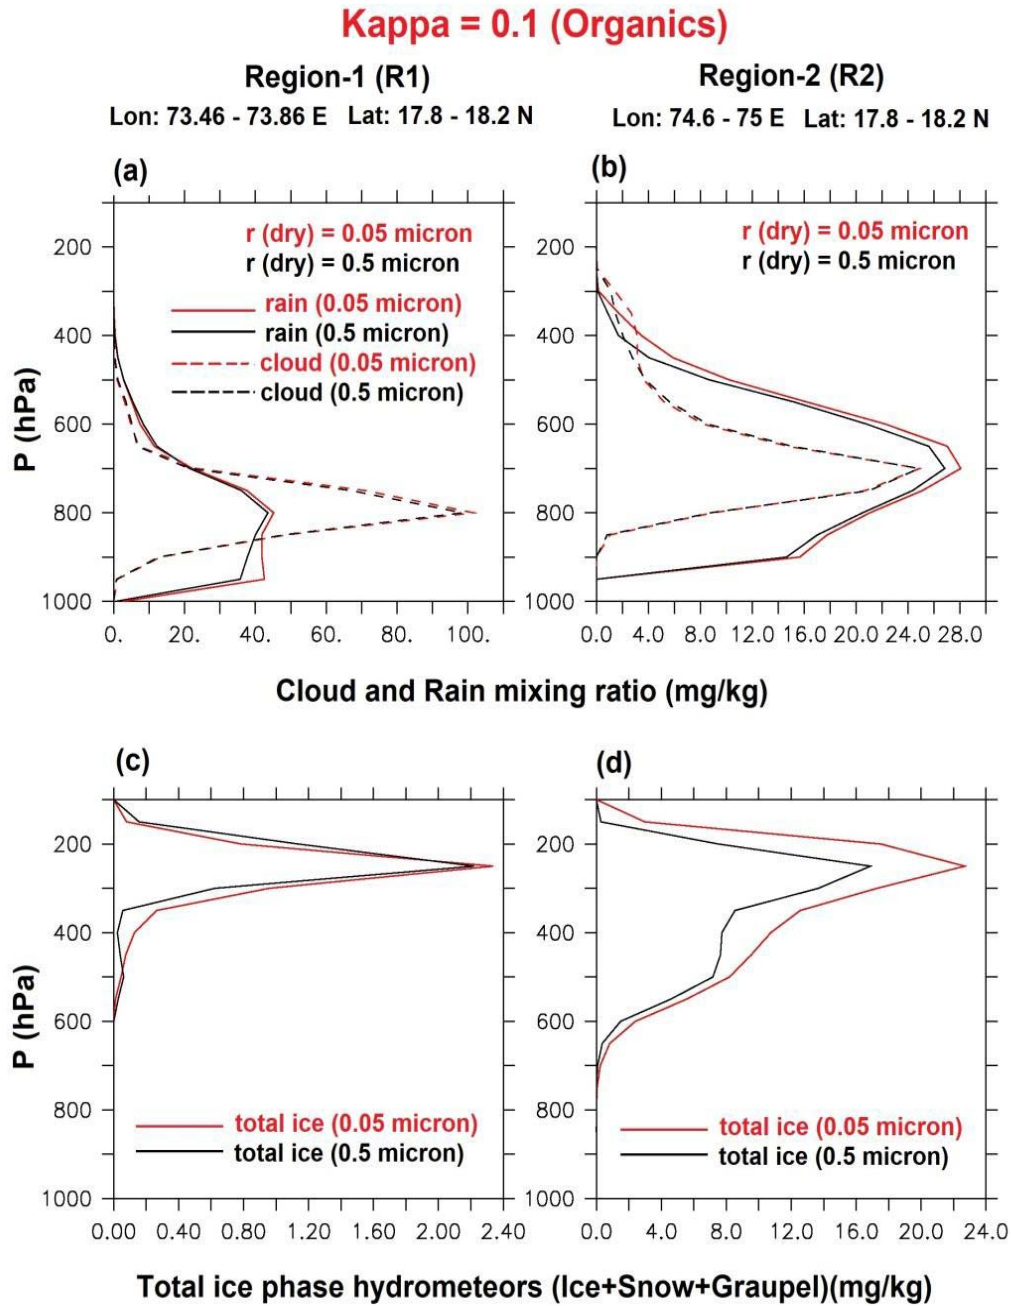 Kappa = 0.1 (Organics)
Region-1 (R1)
Lon: 73.46 - 73.86 E Lat: 17.8 - 18.2 N
Region-2 (R2)
Lon: 74.6 - 75 E Lat: 17.8 - 18.2 N
(a)
r (dry) = 0.05 micron
r (dry) = 0.5 micron
rain (0.05 micron)
rain (0.5 micron)
cloud (0.05 micron)
cloud (0.5 micron)
P (hPa)
200
400
600
800
1000
0. 20. 40. 60. 80. 100.
(b)
r (dry) = 0.05 micron
r (dry) = 0.5 micron
200
400
600
800
1000
0.0 4.0 8.0 12.0 16.0 20.0 24.0 28.0
Cloud and Rain mixing ratio (mg/kg)
(c)
P (hPa)
200
400
600
800
1000
total ice (0.05 micron)
total ice (0.5 micron)
0.00 0.40 0.80 1.20 1.60 2.00 2.40
(d)
200
400
600
800
1000
total ice (0.05 micron)
total ice (0.5 micron)
0.0 4.0 8.0 12.0 16.0 20.0 24.0
Total ice phase hydrometeors (Ice+Snow+Graupel)(mg/kg)